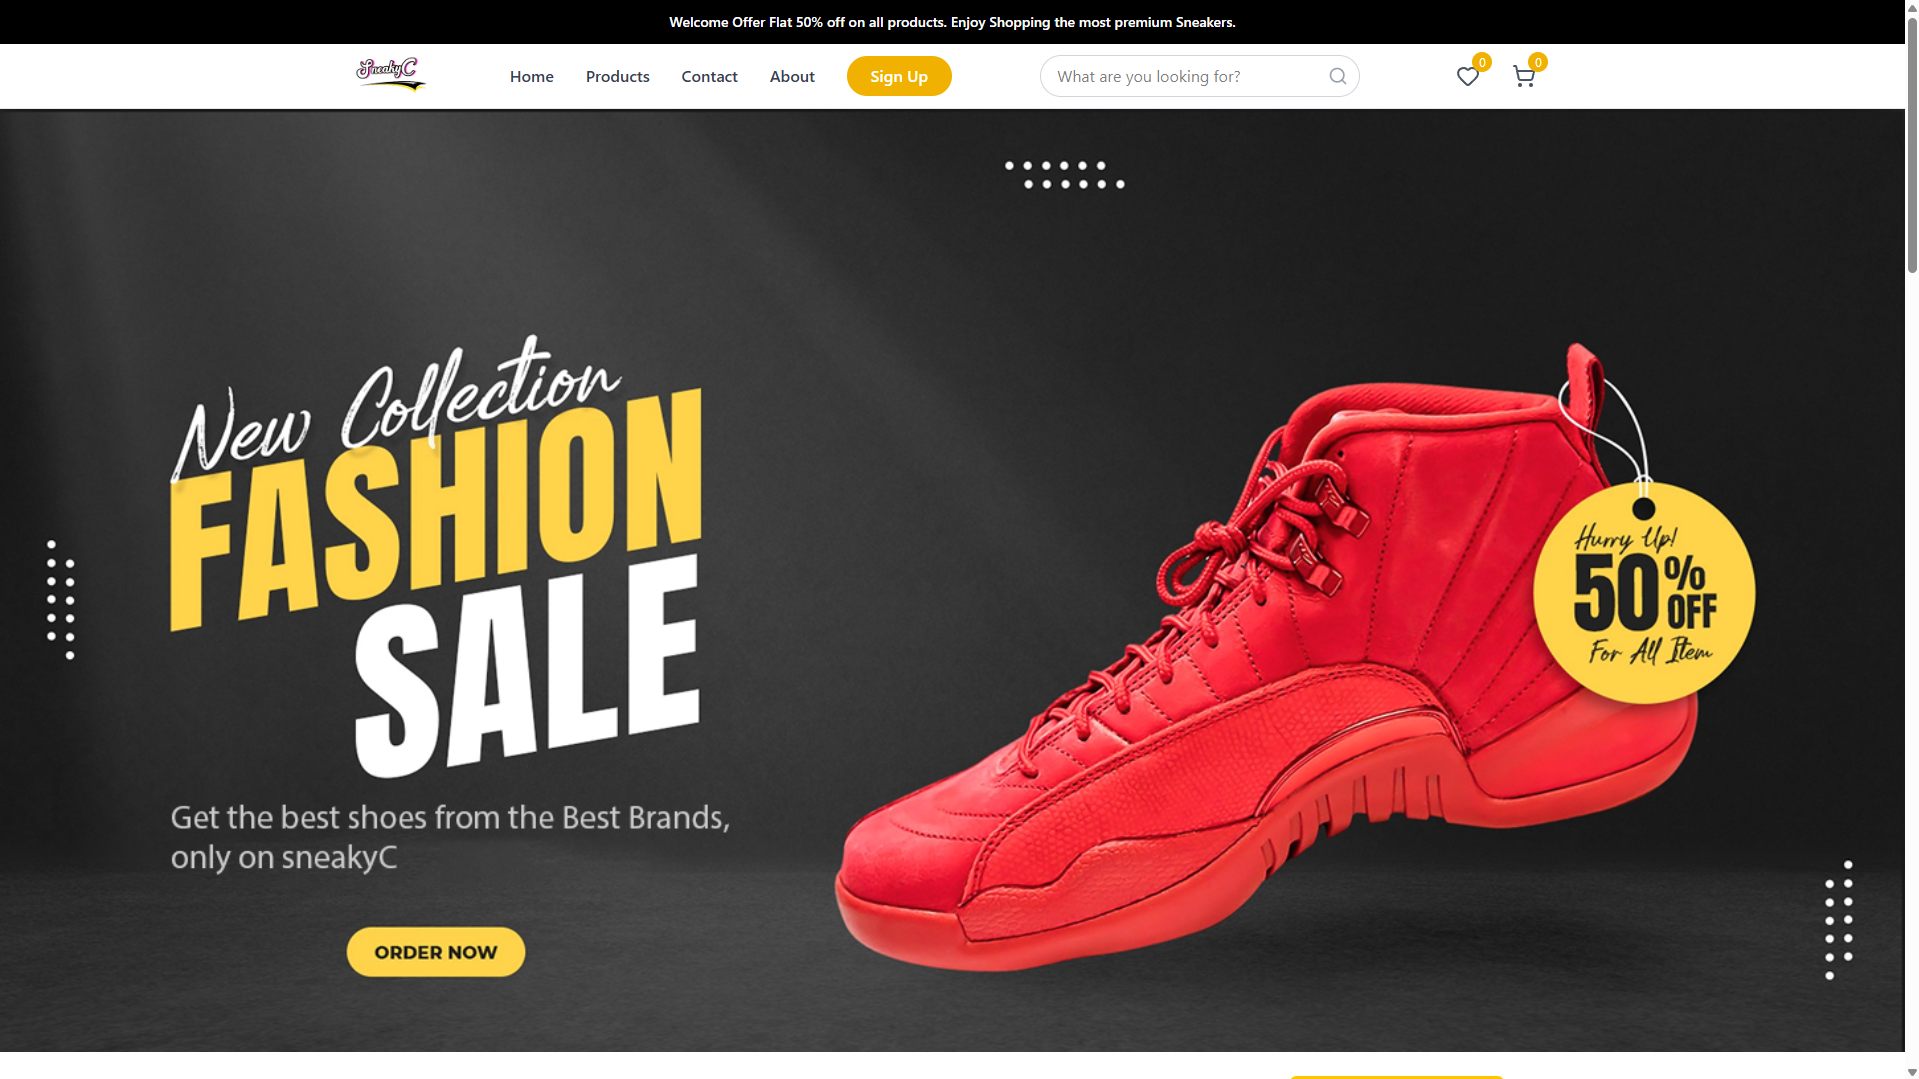 Welcome Offer Flat 50% off on all products. Enjoy Shopping the most premium Sneakers.
SneakyC
Home Products Contact About Sign Up
What are you looking for?
0 0
New Collection
FASHION
SALE
Get the best shoes from the Best Brands,
only on sneakyC
ORDER NOW
Hurry Up!
50% OFF
For All Item